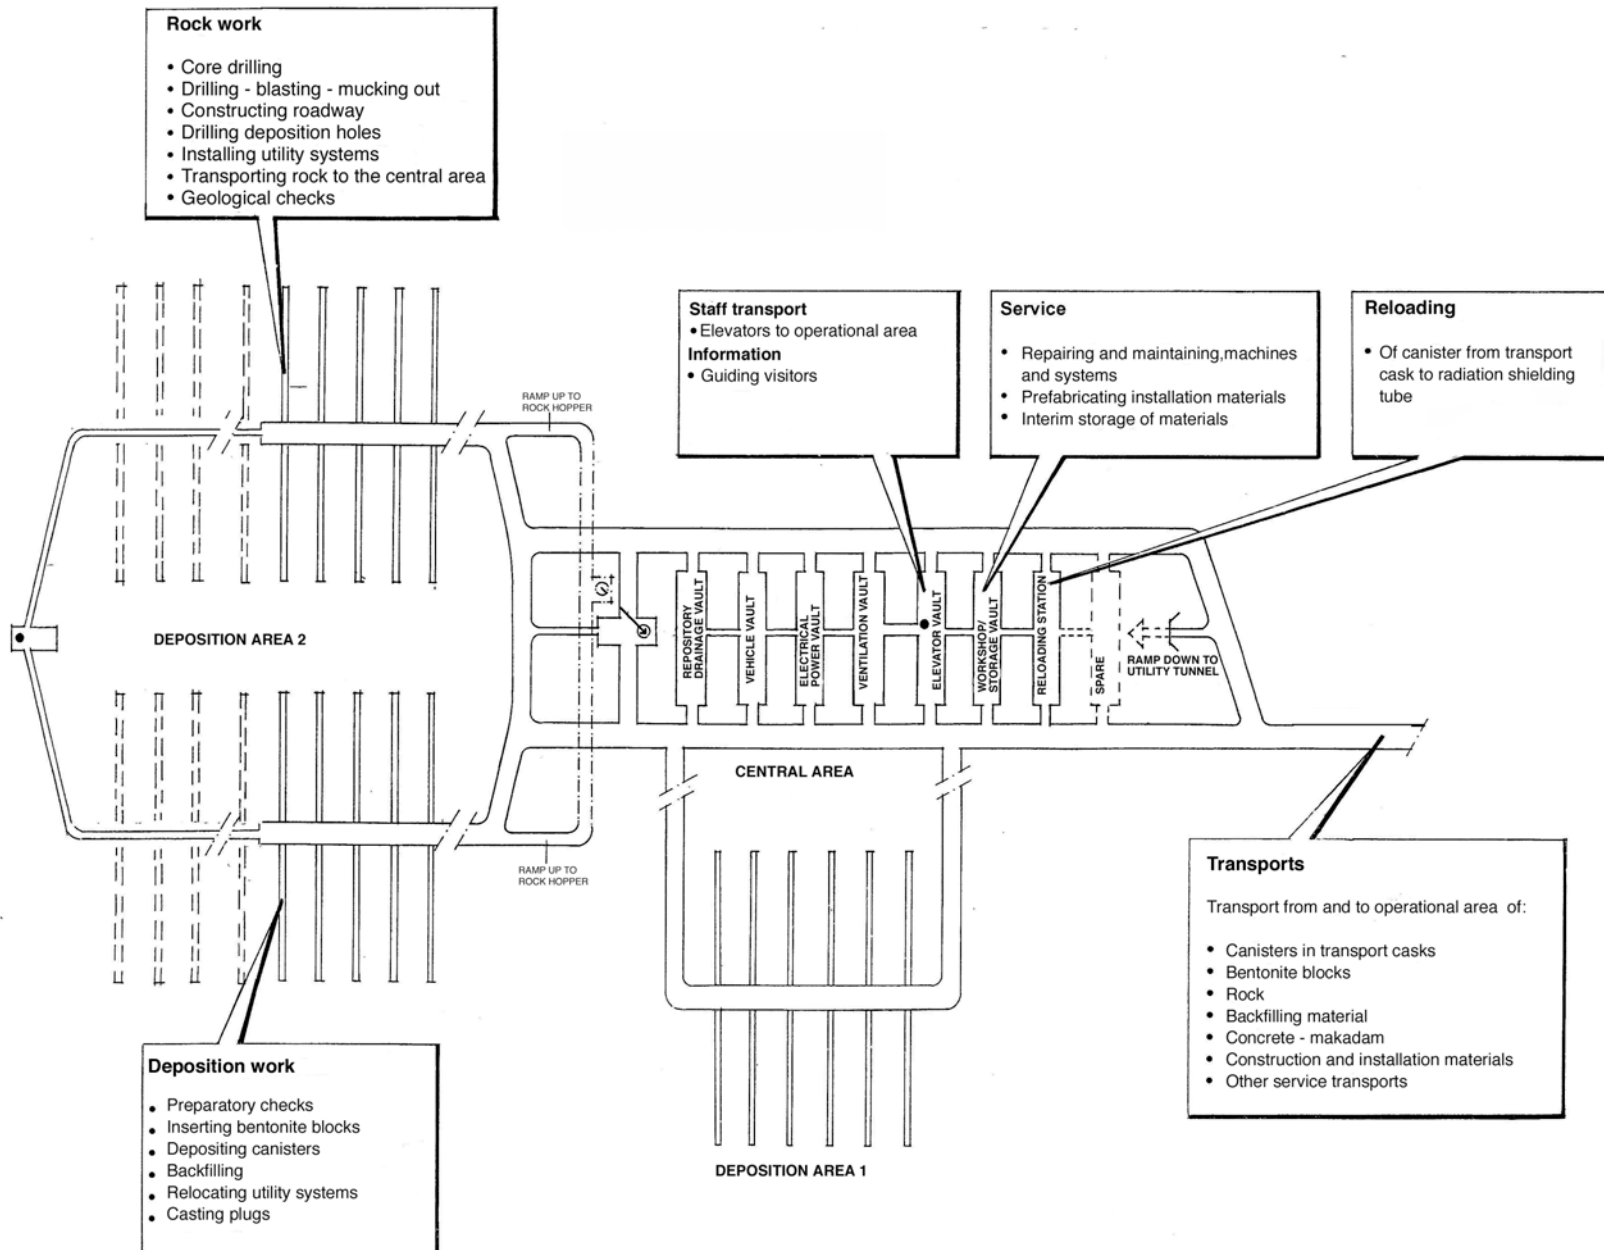 Rock work
• Core drilling
• Drilling - blasting - mucking out
• Constructing roadway
• Drilling deposition holes
• Installing utility systems
• Transporting rock to the central area
• Geological checks
Staff transport
• Elevators to operational area
Information
• Guiding visitors
Service
• Repairing and maintaining,machines
and systems
• Prefabricating installation materials
• Interim storage of materials
Reloading
• Of canister from transport
cask to radiation shielding
tube
RAMP UP TO
ROCK HOPPER
DEPOSITION AREA 2
REPOSITORY
DRAINAGE VAULT
VEHICLE VAULT
ELECTRICAL
POWER VAULT
VENTILATION VAULT
ELEVATOR VAULT
WORKSHOP/
STORAGE VAULT
RELOADING STATION
SPARE
RAMP DOWN TO
UTILITY TUNNEL
CENTRAL AREA
RAMP UP TO
ROCK HOPPER
Transports
Transport from and to operational area of:
• Canisters in transport casks
• Bentonite blocks
• Rock
• Backfilling material
• Concrete - makadam
• Construction and installation materials
• Other service transports
Deposition work
• Preparatory checks
• Inserting bentonite blocks
• Depositing canisters
• Backfilling
• Relocating utility systems
• Casting plugs
DEPOSITION AREA 1